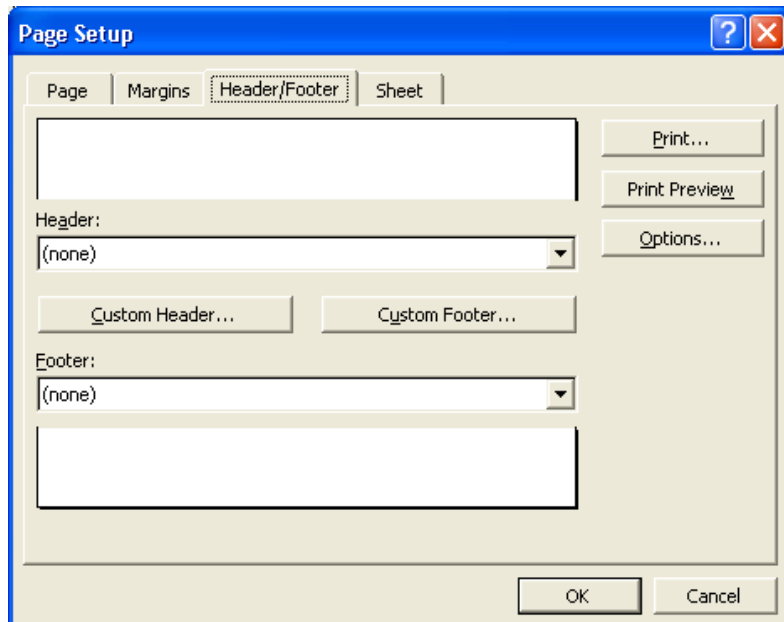 Page Setup
Page Margins Header/Footer Sheet
Print...
Print Preview
Options...
Header:
(none)
Custom Header... Custom Footer...
Footer:
(none)
OK Cancel